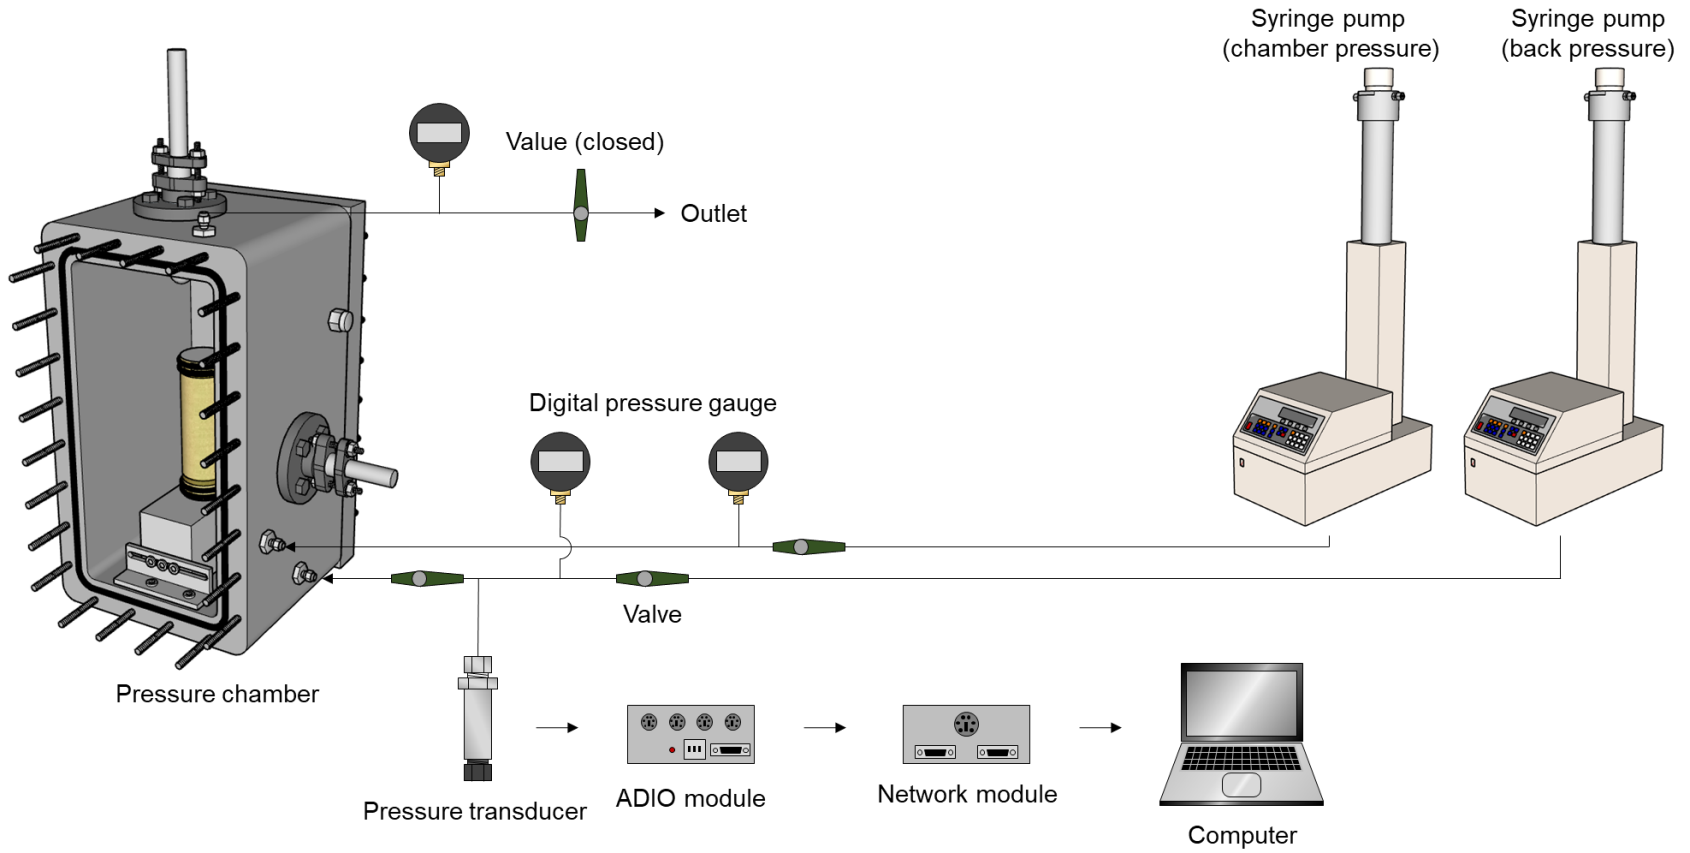 Syringe pump
(chamber pressure)
Syringe pump
(back pressure)
Value (closed)
Outlet
Digital pressure gauge
Valve
Pressure chamber
Pressure transducer
ADIO module
Network module
Computer